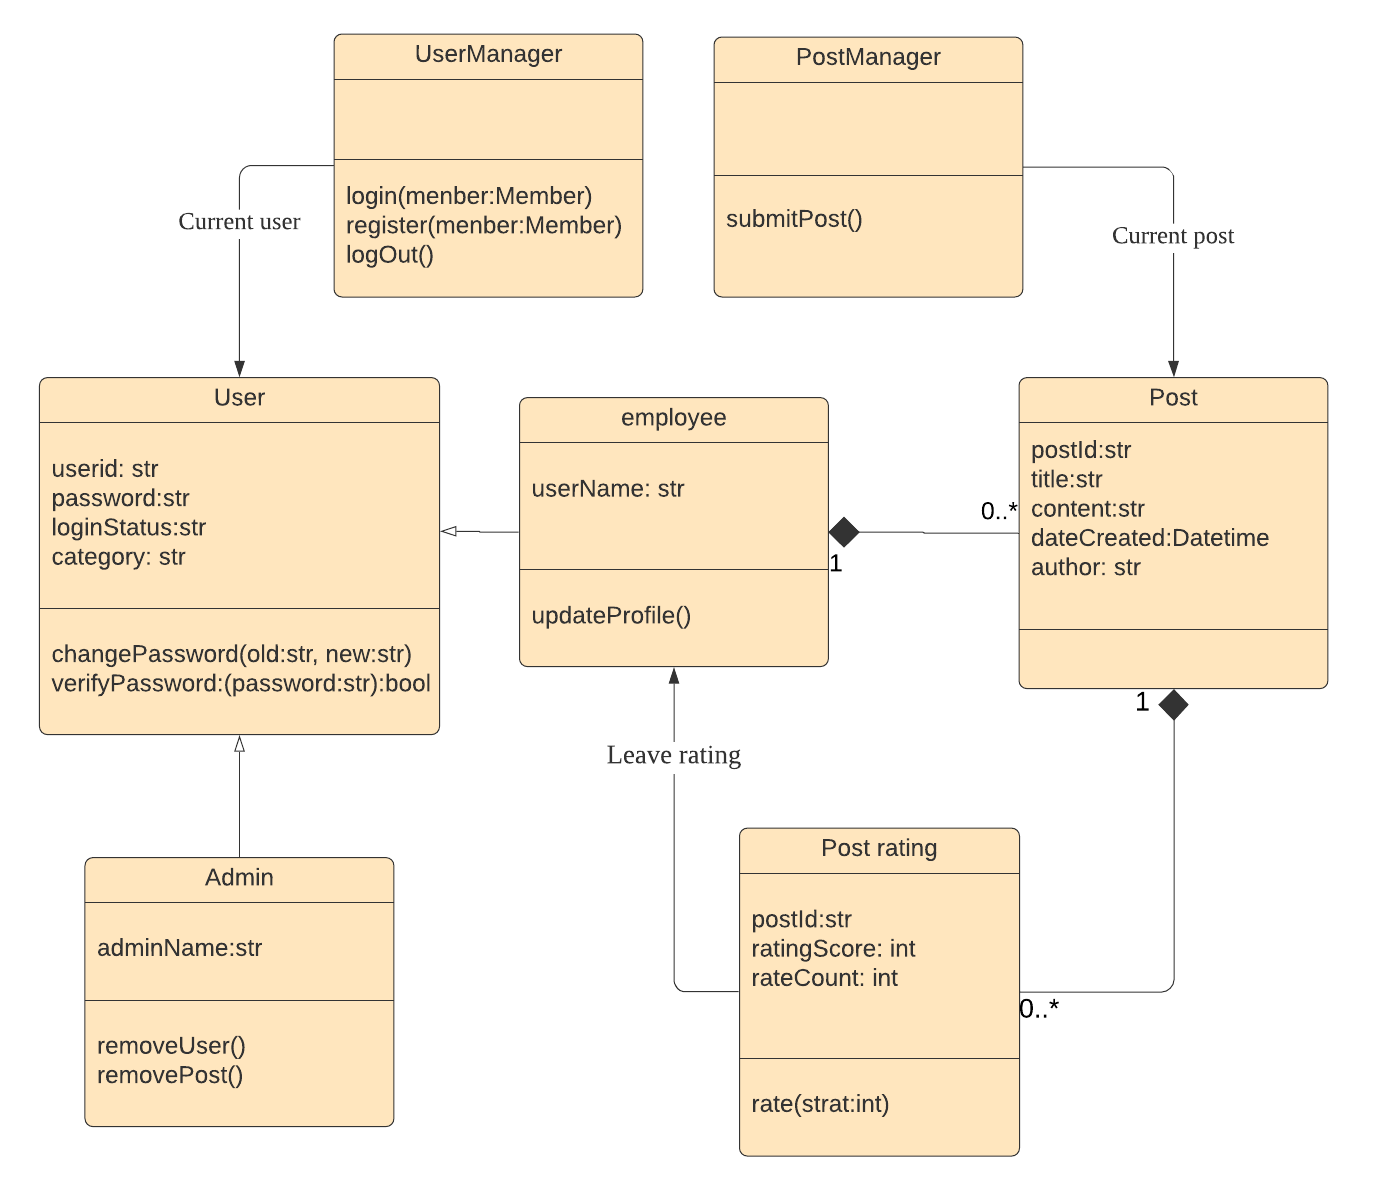 UserManager
login(menber:Member)
register(menber:Member)
logOut()
PostManager
submitPost()
Current user
Current post
User
userid: str
password:str
loginStatus:str
category: str
changePassword(old:str, new:str)
verifyPassword:(password:str):bool
employee
userName: str
updateProfile()
1
0..*
Post
postId:str
title:str
content:str
dateCreated:Datetime
author: str
1
Leave rating
Admin
adminName:str
removeUser()
removePost()
Post rating
postId:str
ratingScore: int
rateCount: int
rate(strat:int)
0..*